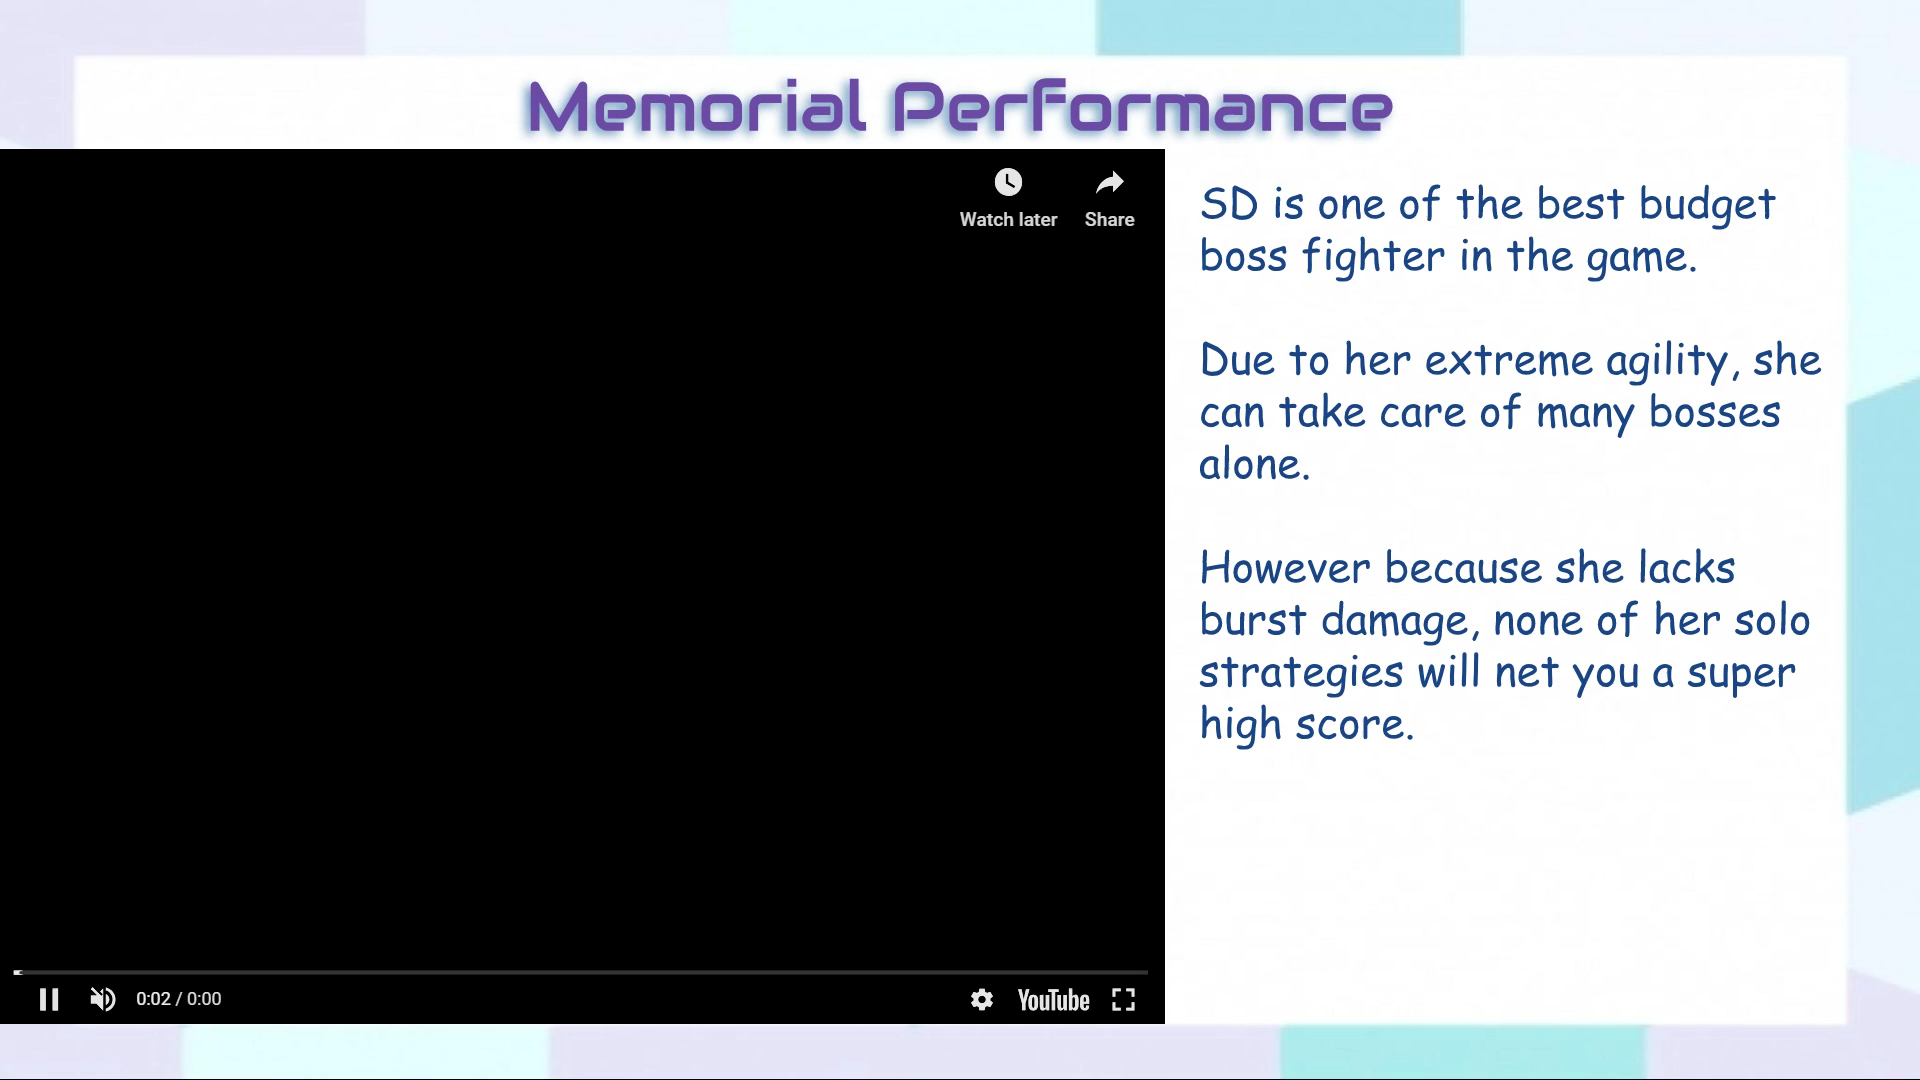 Memorial Performance
Watch later
Share
SD is one of the best budget
boss fighter in the game.
Due to her extreme agility, she
can take care of many bosses
alone.
However because she lacks
burst damage, none of her solo
strategies will net you a super
high score.
0:02 / 0:00
YouTube